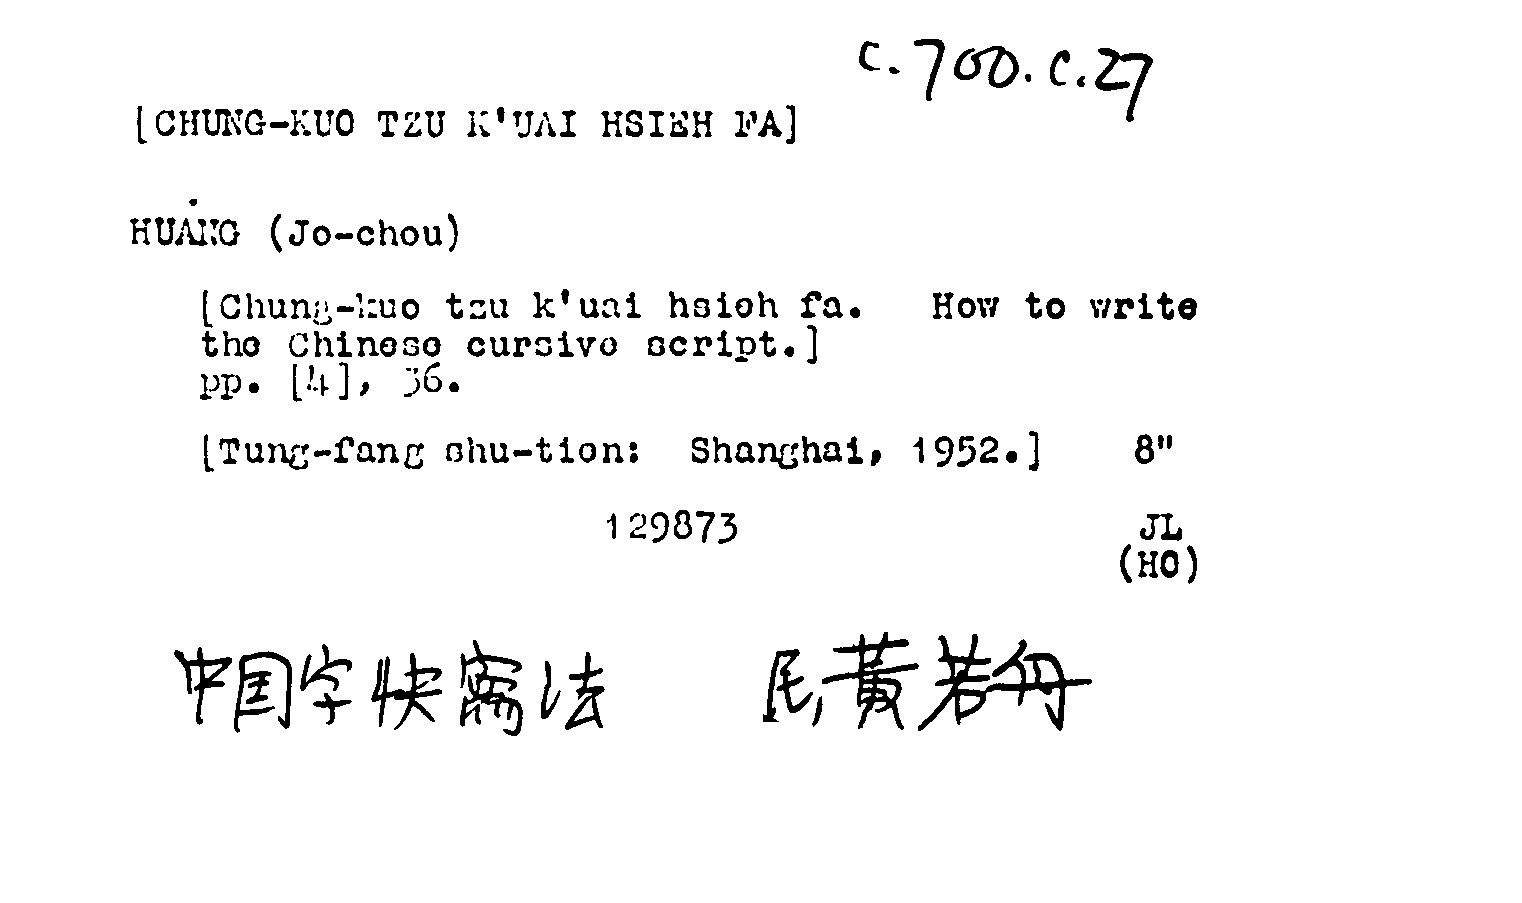 c.700.c.27
[CHUNG-KUO TZU K'UAI HSIEH FA]
HUANG (Jo-chou)
[Chung-kuo tzu k'uai hsieh fa. How to write
the Chinese cursive script.]
pp. [4], 36.
[Tung-fang shu-tien: Shanghai, 1952.] 8"
129873 JL
(HO)
中国字快寫法 民,黃若舟